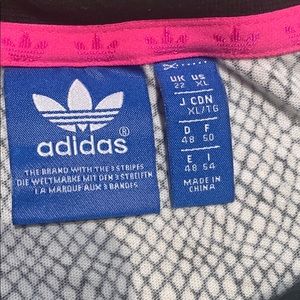 adidas
®
THE BRAND WITH THE 3 STRIPES
DIE WELTMARKE MIT DEN 3 STREIFEN
LA MARQUE AUX 3 BANDES
UK US
22 XL
J CDN
XL/TG
D F
48 50
E I
48 54
MADE IN
CHINA